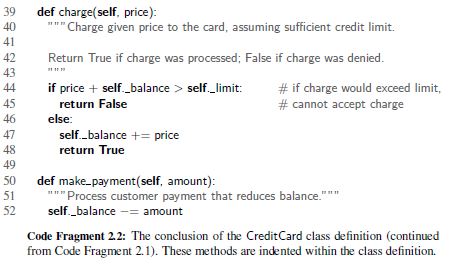 39 def charge(self, price):
40 """Charge given price to the card, assuming sufficient credit limit.
41
42 Return True if charge was processed; False if charge was denied.
43 """
44 if price + self._balance > self._limit: # if charge would exceed limit,
45 return False # cannot accept charge
46 else:
47 self._balance += price
48 return True
49
50 def make_payment(self, amount):
51 """Process customer payment that reduces balance."""
52 self._balance −= amount
Code Fragment 2.2: The conclusion of the CreditCard class definition (continued
from Code Fragment 2.1). These methods are indented within the class definition.